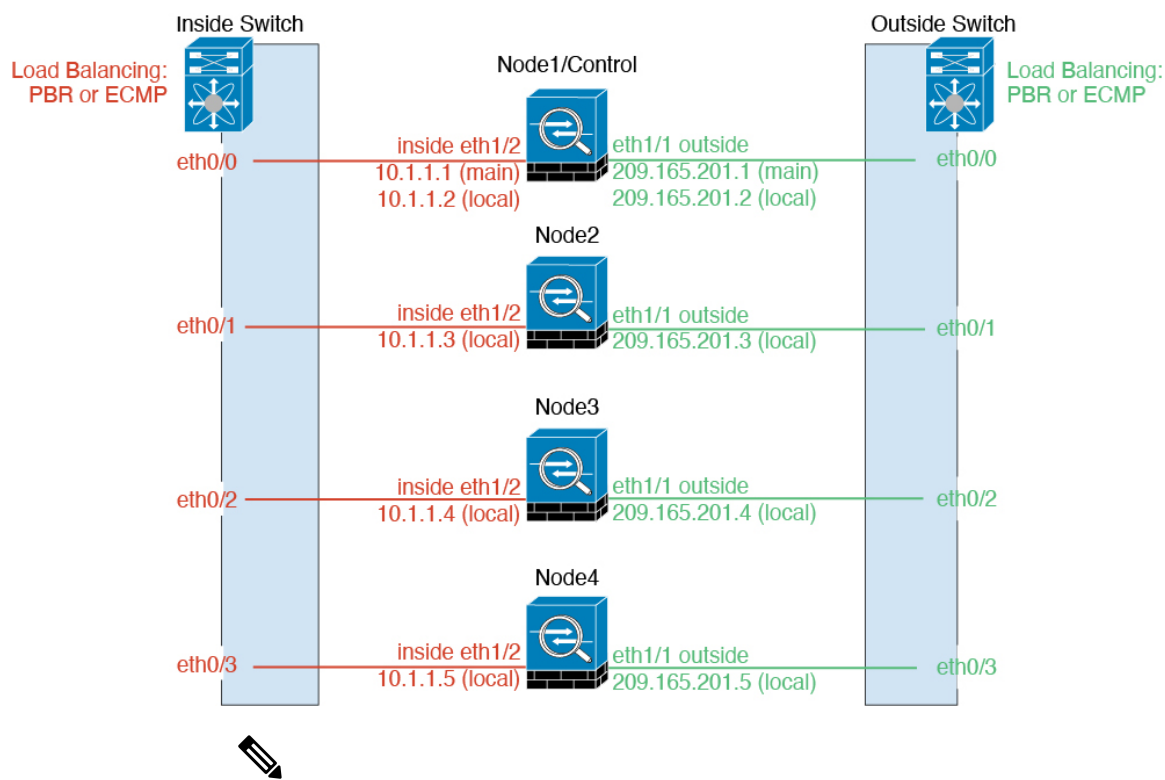 Inside Switch
Outside Switch
Load Balancing:
PBR or ECMP
Node1/Control
Load Balancing:
PBR or ECMP
eth0/0
inside eth1/2
10.1.1.1 (main)
10.1.1.2 (local)
eth1/1 outside
209.165.201.1 (main)
209.165.201.2 (local)
eth0/0
Node2
eth0/1
inside eth1/2
10.1.1.3 (local)
eth1/1 outside
209.165.201.3 (local)
eth0/1
Node3
eth0/2
inside eth1/2
10.1.1.4 (local)
eth1/1 outside
209.165.201.4 (local)
eth0/2
Node4
eth0/3
inside eth1/2
10.1.1.5 (local)
eth1/1 outside
209.165.201.5 (local)
eth0/3